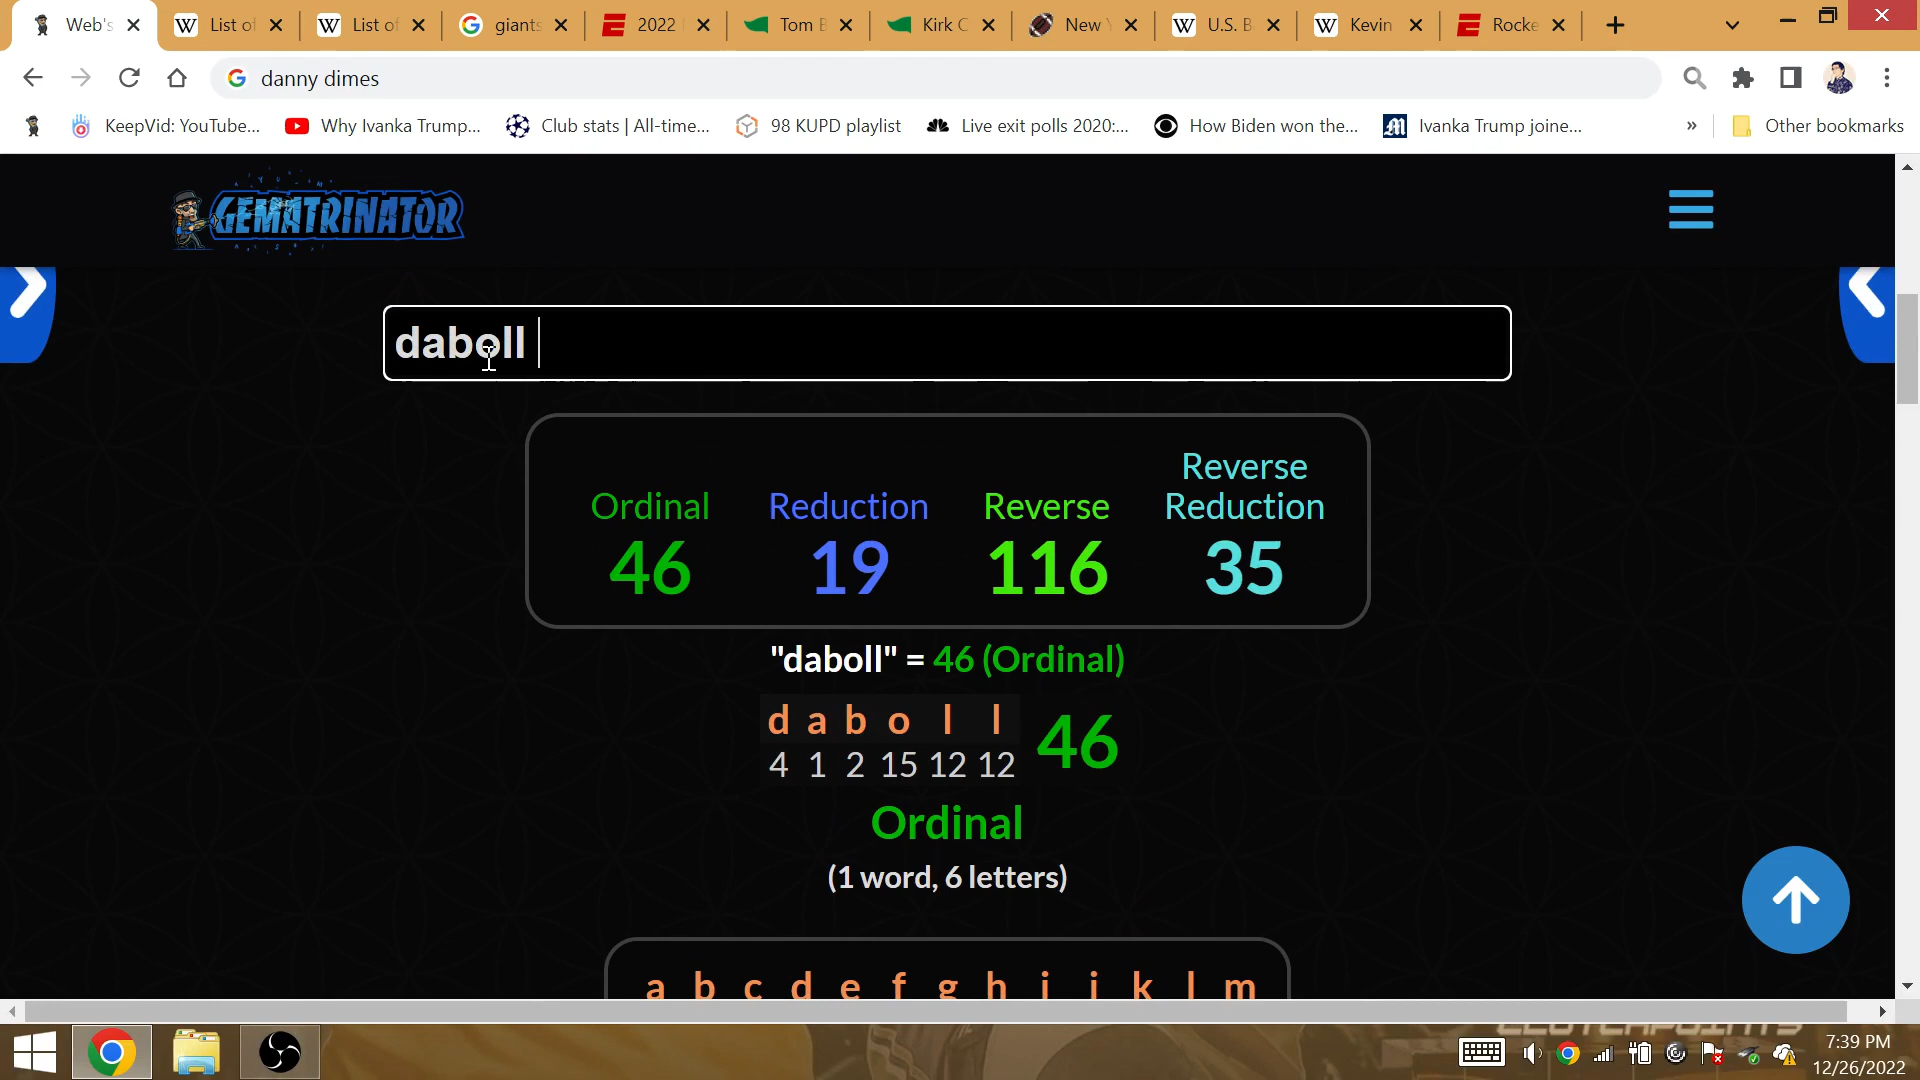 Web's
List of
List of
giants
2022
Tom B
Kirk C
New Y
U.S. B
Kevin
Rocke
danny dimes
KeepVid: YouTube...
Why Ivanka Trump...
Club stats | All-time...
98 KUPD playlist
Live exit polls 2020:...
How Biden won the...
Ivanka Trump joine...
»
Other bookmarks
GEMATRINATOR
daboll
Ordinal
46
Reduction
19
Reverse
116
Reverse
Reduction
35
"daboll" = 46 (Ordinal)
d a b o l l
4 1 2 15 12 12
46
Ordinal
(1 word, 6 letters)
a b c d e f g h i j k l m
CLUTCHPOINTS
7:39 PM
12/26/2022